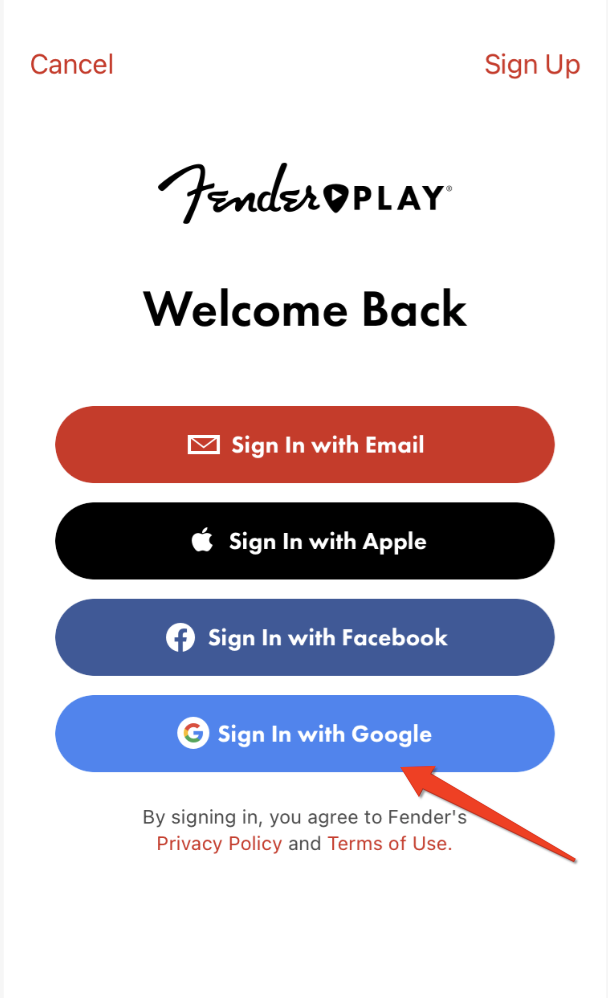 Cancel
Sign Up
Fender PLAY®
Welcome Back
Sign In with Email
Sign In with Apple
Sign In with Facebook
Sign In with Google
By signing in, you agree to Fender's
Privacy Policy and Terms of Use.